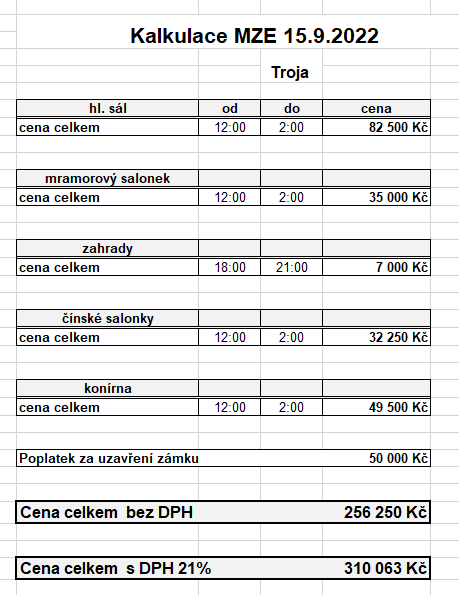 Kalkulace MZE 15.9.2022
Troja
hl. sál od do cena
cena celkem 12:00 2:00 82 500 Kč
mramorový salonek
cena celkem 12:00 2:00 35 000 Kč
zahrady
cena celkem 18:00 21:00 7 000 Kč
čínské salonky
cena celkem 12:00 2:00 32 250 Kč
konírna
cena celkem 12:00 2:00 49 500 Kč
Poplatek za uzavření zámku 50 000 Kč
Cena celkem bez DPH 256 250 Kč
Cena celkem s DPH 21% 310 063 Kč